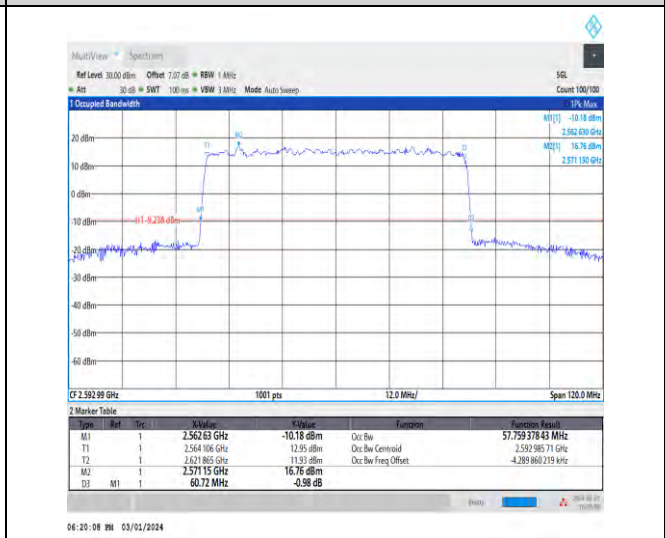 MultiView Spectrum
Ref Level 30.00 dBm Offset 7.07 dB RBW 1 MHz SGL
Att 30 dB SWT 100 ms VBW 3 MHz Mode Auto Sweep Count 100/100
1 Occupied Bandwidth 1Pk Max
M1[1] -10.18 dBm
2.562 630 GHz
M2[1] 16.76 dBm
2.571 150 GHz
M2
T1
20 dBm
10 dBm
0 dBm
M1
-10 dBm H1 -9.238 dBm
-20 dBm
-30 dBm
-40 dBm
-50 dBm
-60 dBm
CF 2.592 99 GHz 1001 pts 12.0 MHz/ Span 120.0 MHz
2 Marker Table
Type Ref Trc X-Value Y-Value Function Function Result
M1 1 2.562 63 GHz -10.18 dBm Occ Bw 57.759 378 43 MHz
T1 1 2.564 106 GHz 12.95 dBm Occ Bw Centroid 2.592 985 71 GHz
T2 1 2.621 865 GHz 11.93 dBm Occ Bw Freq Offset -4.289 860 219 kHz
M2 1 2.571 15 GHz 16.76 dBm
D3 M1 1 60.72 MHz -0.98 dB
Ready
06:20:08 PM 03/01/2024